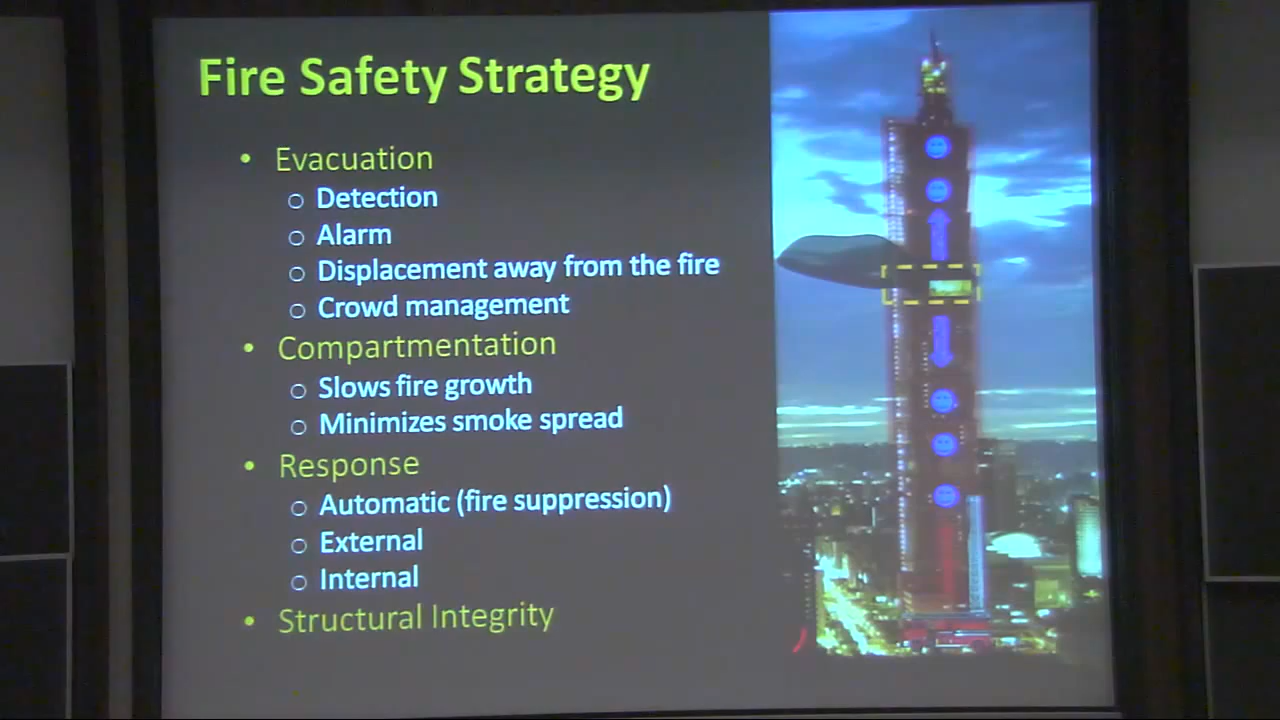 Fire Safety Strategy
• Evacuation
o Detection
o Alarm
o Displacement away from the fire
o Crowd management
• Compartmentation
o Slows fire growth
o Minimizes smoke spread
• Response
o Automatic (fire suppression)
o External
o Internal
• Structural Integrity